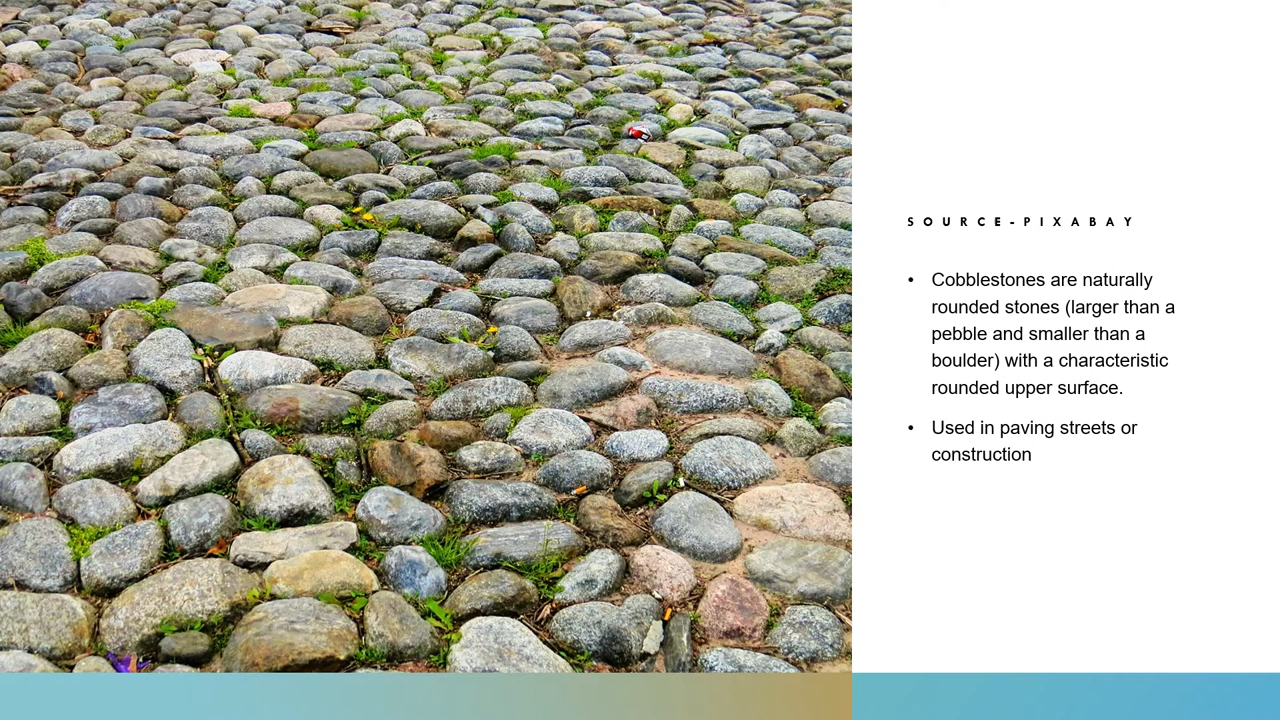 SOURCE-PIXABAY
• Cobblestones are naturally
rounded stones (larger than a
pebble and smaller than a
boulder) with a characteristic
rounded upper surface.
• Used in paving streets or
construction